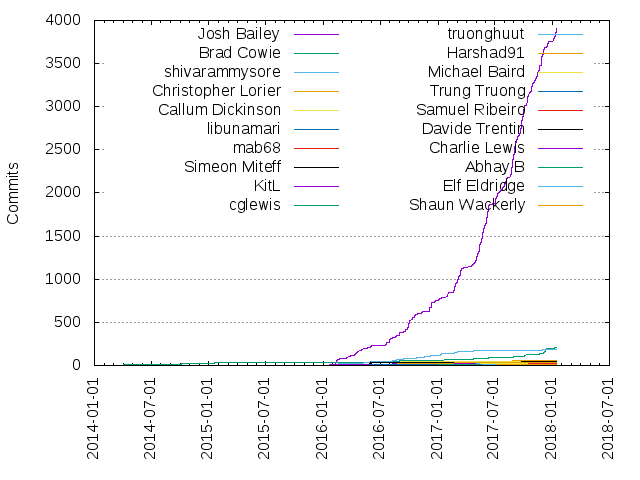 4000
3500
3000
2500
2000
1500
1000
500
0
Commits
Josh Bailey
Brad Cowie
shivarammysore
Christopher Lorier
Callum Dickinson
libunamari
mab68
Simeon Miteff
KitL
cglewis
truonghuut
Harshad91
Michael Baird
Trung Truong
Samuel Ribeiro
Davide Trentin
Charlie Lewis
Abhay B
Elf Eldridge
Shaun Wackerly
2014-01-01
2014-07-01
2015-01-01
2015-07-01
2016-01-01
2016-07-01
2017-01-01
2017-07-01
2018-01-01
2018-07-01